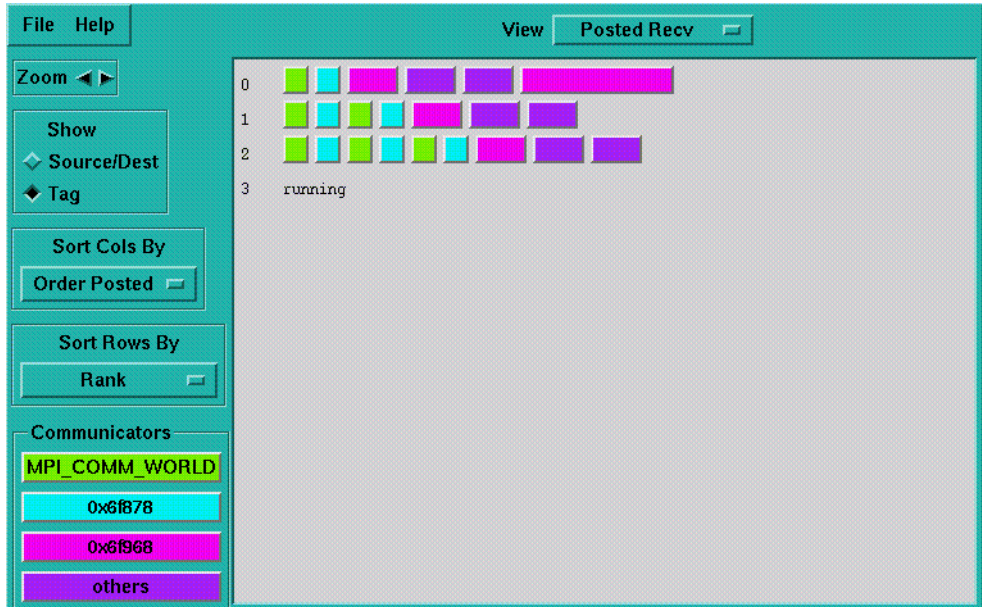 File Help
View Posted Recv
Zoom
Show
Source/Dest
Tag
Sort Cols By
Order Posted
Sort Rows By
Rank
Communicators
MPI_COMM_WORLD
0x6f878
0x6f968
others
0
1
2
3 running